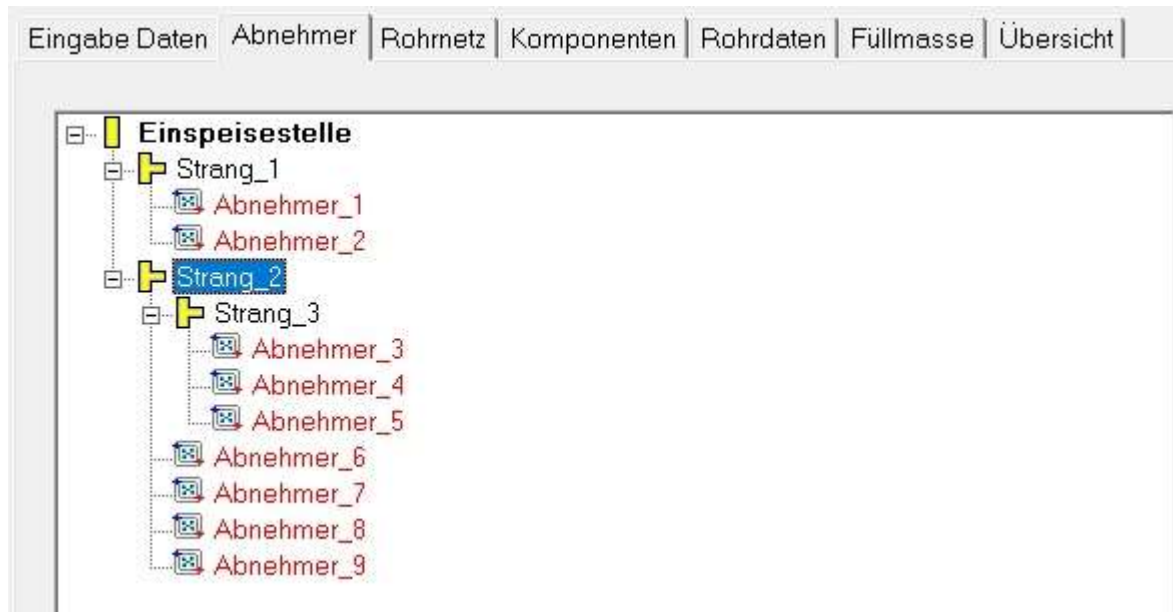 Eingabe Daten Abnehmer Rohrnetz Komponenten Rohrdaten Füllmasse Übersicht
Einspeisestelle
Strang_1
Abnehmer_1
Abnehmer_2
Strang_2
Strang_3
Abnehmer_3
Abnehmer_4
Abnehmer_5
Abnehmer_6
Abnehmer_7
Abnehmer_8
Abnehmer_9